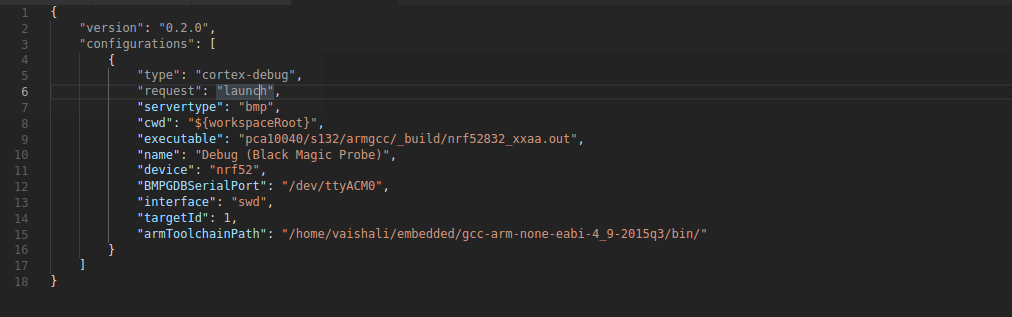 1 {
2 "version": "0.2.0",
3 "configurations": [
4 {
5 "type": "cortex-debug",
6 "request": "launch",
7 "servertype": "bmp",
8 "cwd": "${workspaceRoot}",
9 "executable": "pca10040/s132/armgcc/_build/nrf52832_xxaa.out",
10 "name": "Debug (Black Magic Probe)",
11 "device": "nrf52",
12 "BMPGDBSerialPort": "/dev/ttyACM0",
13 "interface": "swd",
14 "targetId": 1,
15 "armToolchainPath": "/home/vaishali/embedded/gcc-arm-none-eabi-4_9-2015q3/bin/"
16 }
17 ]
18 }